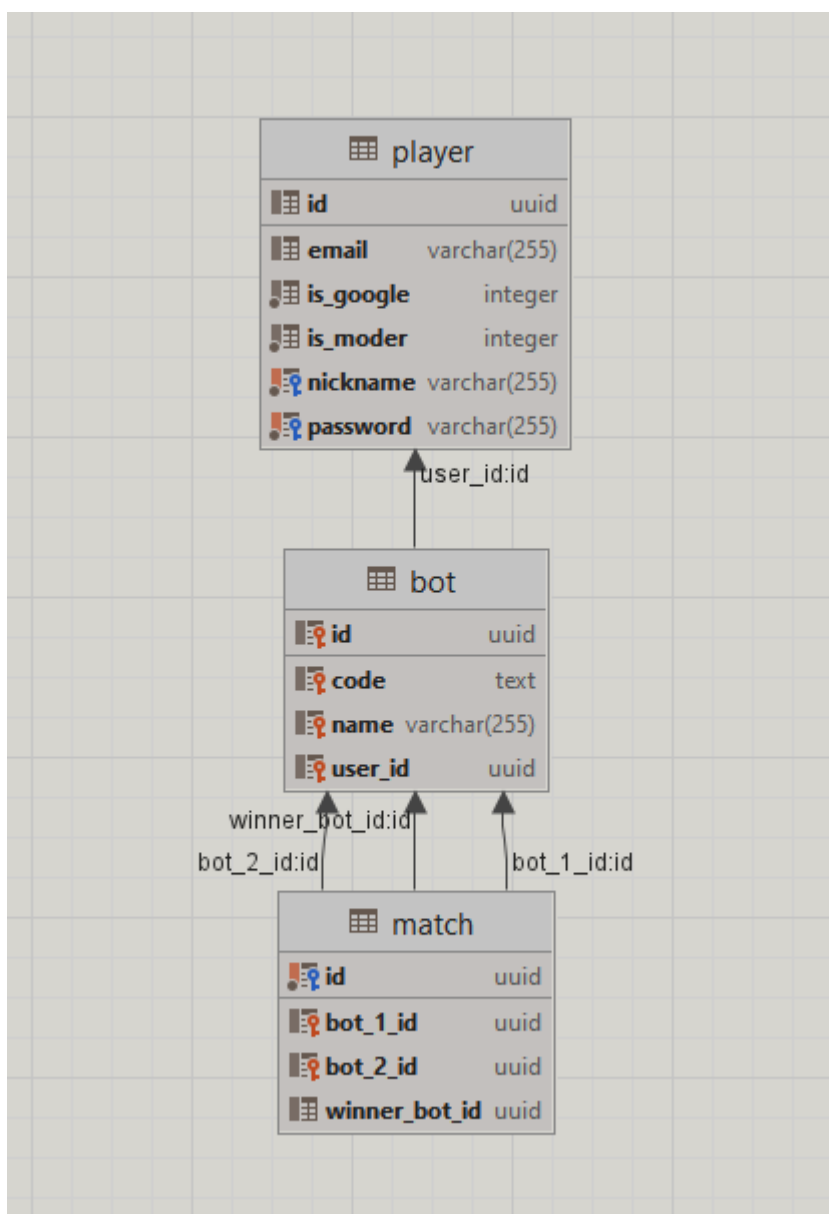 player
id uuid
email varchar(255)
is_google integer
is_moder integer
nickname varchar(255)
password varchar(255)
user_id:id
bot
id uuid
code text
name varchar(255)
user_id uuid
winner_bot_id:id
bot_2_id:id
bot_1_id:id
match
id uuid
bot_1_id uuid
bot_2_id uuid
winner_bot_id uuid